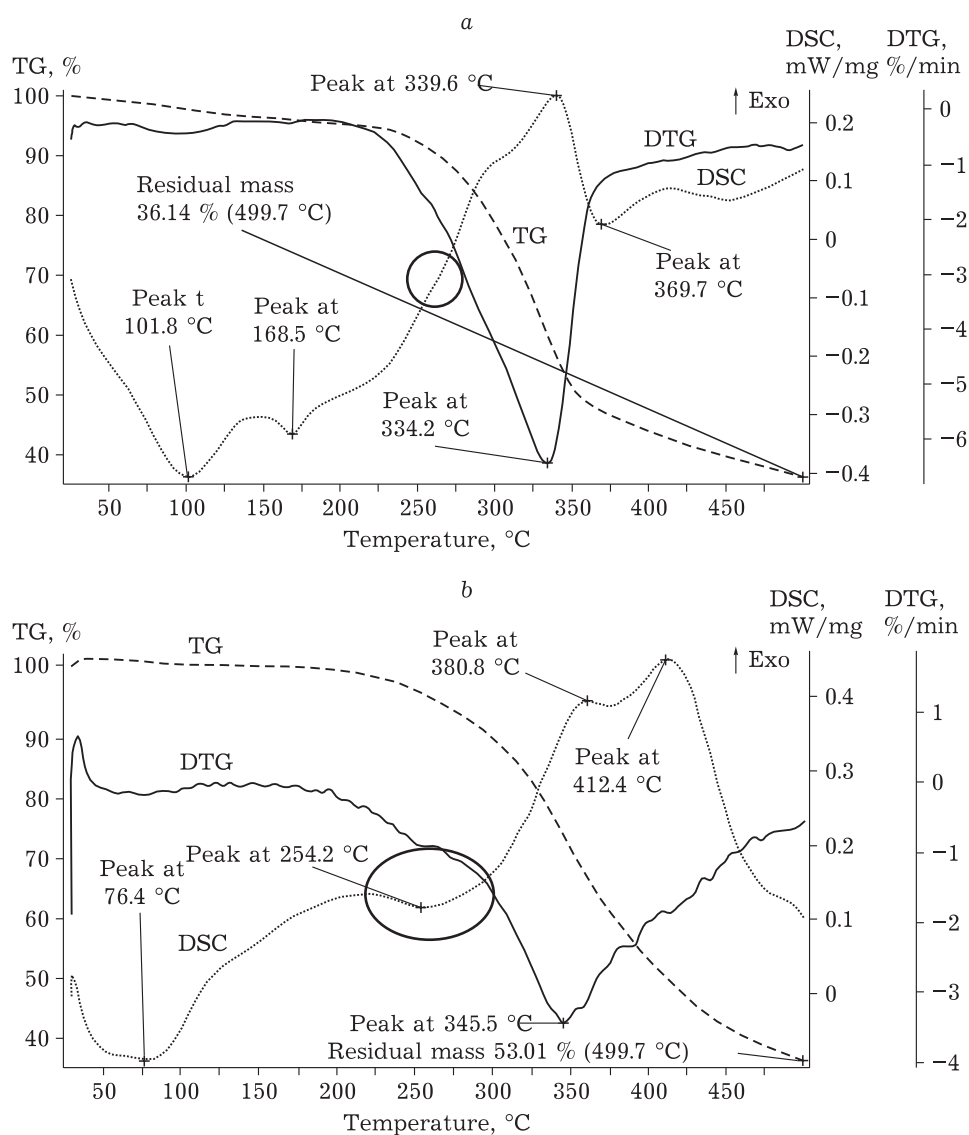 a
DSC, DTG,
TG, % mW/mg %/min
Peak at 339.6 °C
100 Exo 0
0.2
DTG
90
−1
Residual mass DSC 0.1
36.14 % (499.7 °C)
80 −2
TG 0
Peak at
70 369.7 °C −3
Peak t Peak at −0.1
101.8 °C 168.5 °C
60 −4
−0.2
50 Peak at −5
334.2 °C −0.3
40 −6
−0.4
50 100 150 200 250 300 350 400 450
Temperature, °C
b
DSC, DTG,
TG, % mW/mg %/min
TG Peak at
380.8 °C
100 Exo
0.4
1
90
DTG Peak at
412.4 °C 0.3
80 0
Peak at 254.2 °C 0.2
70 −1
Peak at
76.4 °C
60 0.1
−2
DSC
50 0
−3
Peak at 345.5 °C
40 Residual mass 53.01 % (499.7 °C)
−4
50 100 150 200 250 300 350 400 450
Temperature, °C